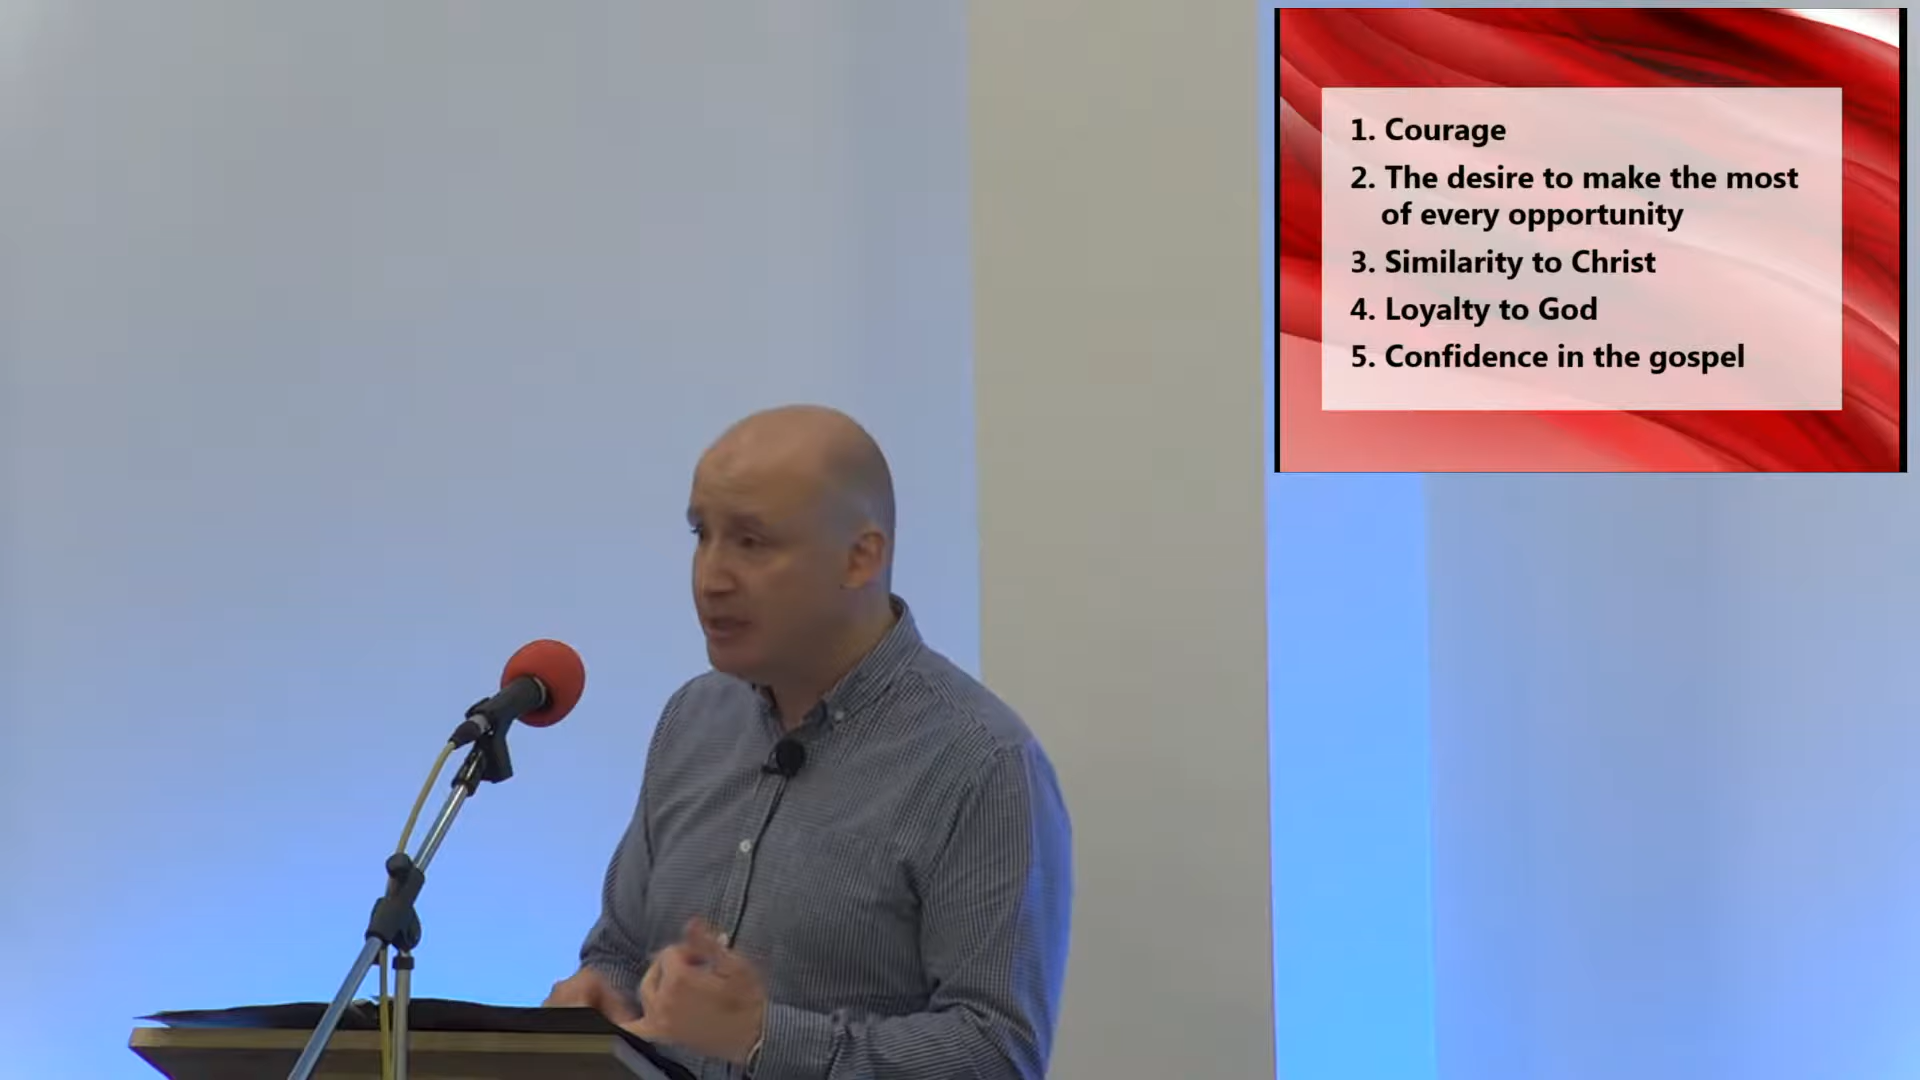 1. Courage
2. The desire to make the most
of every opportunity
3. Similarity to Christ
4. Loyalty to God
5. Confidence in the gospel